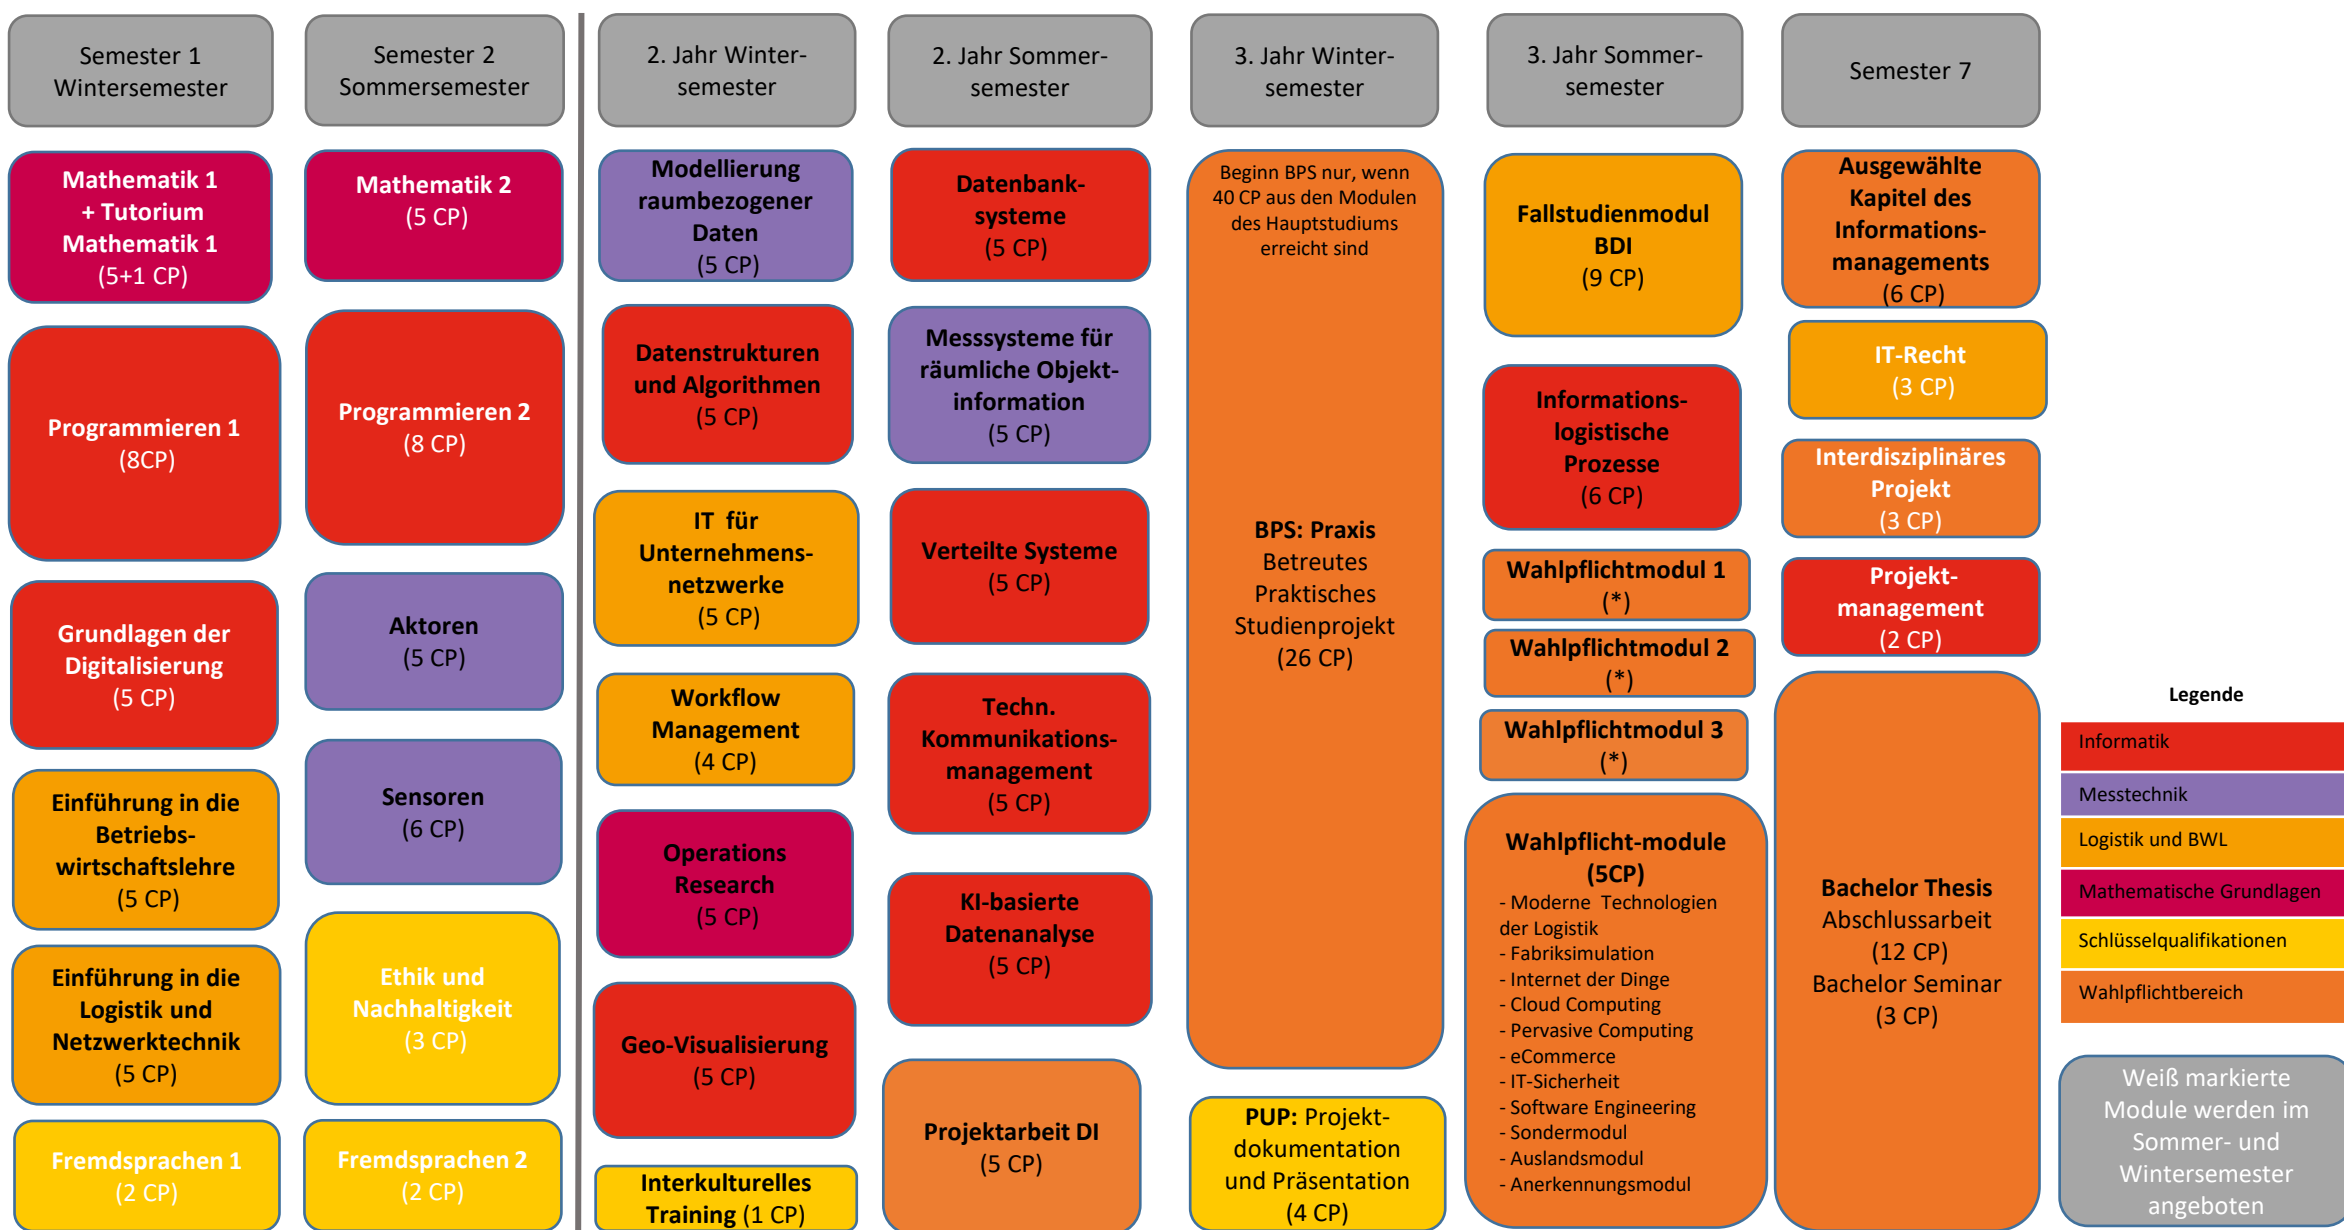 Semester 1
Wintersemester
Semester 2
Sommersemester
2. Jahr Winter-
semester
2. Jahr Sommer-
semester
3. Jahr Winter-
semester
3. Jahr Sommer-
semester
Semester 7
Mathematik 1
+ Tutorium
Mathematik 1
(5+1 CP)
Programmieren 1
(8CP)
Grundlagen der
Digitalisierung
(5 CP)
Einführung in die
Betriebs-
wirtschaftslehre
(5 CP)
Einführung in die
Logistik und
Netzwerktechnik
(5 CP)
Fremdsprachen 1
(2 CP)
Mathematik 2
(5 CP)
Programmieren 2
(8 CP)
Aktoren
(5 CP)
Sensoren
(6 CP)
Ethik und
Nachhaltigkeit
(3 CP)
Fremdsprachen 2
(2 CP)
Modellierung
raumbezogener
Daten
(5 CP)
Datenstrukturen
und Algorithmen
(5 CP)
IT für
Unternehmens-
netzwerke
(5 CP)
Workflow
Management
(4 CP)
Operations
Research
(5 CP)
Geo-Visualisierung
(5 CP)
Interkulturelles
Training (1 CP)
Datenbank-
systeme
(5 CP)
Messsysteme für
räumliche Objekt-
information
(5 CP)
Verteilte Systeme
(5 CP)
Techn.
Kommunikations-
management
(5 CP)
KI-basierte
Datenanalyse
(5 CP)
Projektarbeit DI
(5 CP)
Beginn BPS nur, wenn
40 CP aus den Modulen
des Hauptstudiums
erreicht sind
BPS: Praxis
Betreutes
Praktisches
Studienprojekt
(26 CP)
PUP: Projekt-
dokumentation
und Präsentation
(4 CP)
Fallstudienmodul
BDI
(9 CP)
Informations-
logistische
Prozesse
(6 CP)
Wahlpflichtmodul 1
(*)
Wahlpflichtmodul 2
(*)
Wahlpflichtmodul 3
(*)
Wahlpflicht-module
(5CP)
- Moderne Technologien
der Logistik
- Fabriksimulation
- Internet der Dinge
- Cloud Computing
- Pervasive Computing
- eCommerce
- IT-Sicherheit
- Software Engineering
- Sondermodul
- Auslandsmodul
- Anerkennungsmodul
Ausgewählte
Kapitel des
Informations-
managements
(6 CP)
IT-Recht
(3 CP)
Interdisziplinäres
Projekt
(3 CP)
Projekt-
management
(2 CP)
Bachelor Thesis
Abschlussarbeit
(12 CP)
Bachelor Seminar
(3 CP)
Legende
Informatik
Messtechnik
Logistik und BWL
Mathematische Grundlagen
Schlüsselqualifikationen
Wahlpflichtbereich
Weiß markierte
Module werden im
Sommer- und
Wintersemester
angeboten